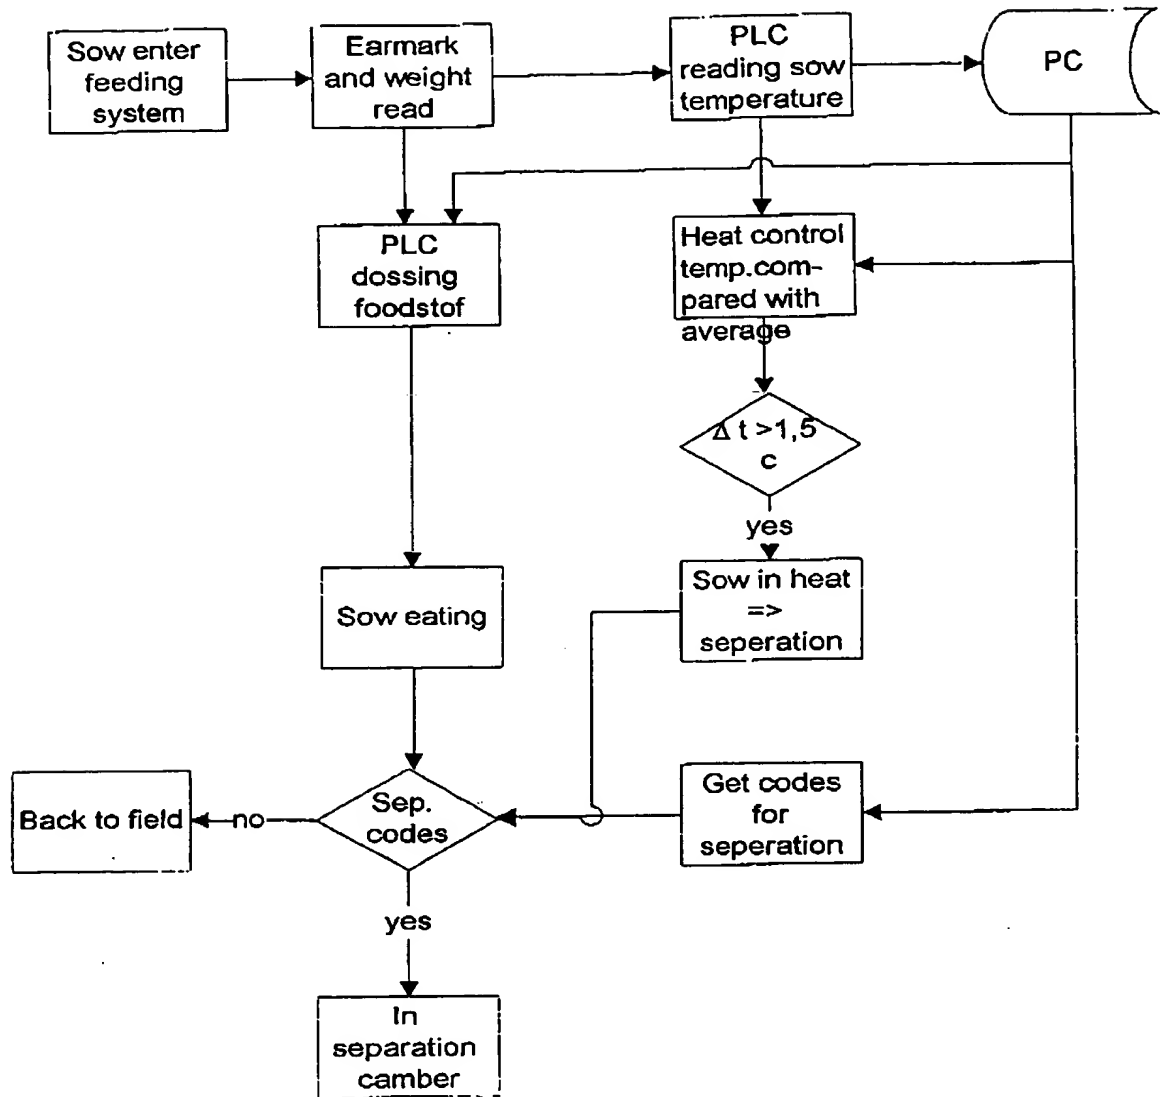 Sow enter
feeding
system
Earmark
and weight
read
PLC
reading sow
temperature
PC
PLC
dossing
foodstof
Heat control
temp.com-
pared with
average
Δ t >1,5
c
yes
Sow eating
Sow in heat
=>
seperation
Back to field
no
Sep.
codes
Get codes
for
seperation
yes
In
separation
camber